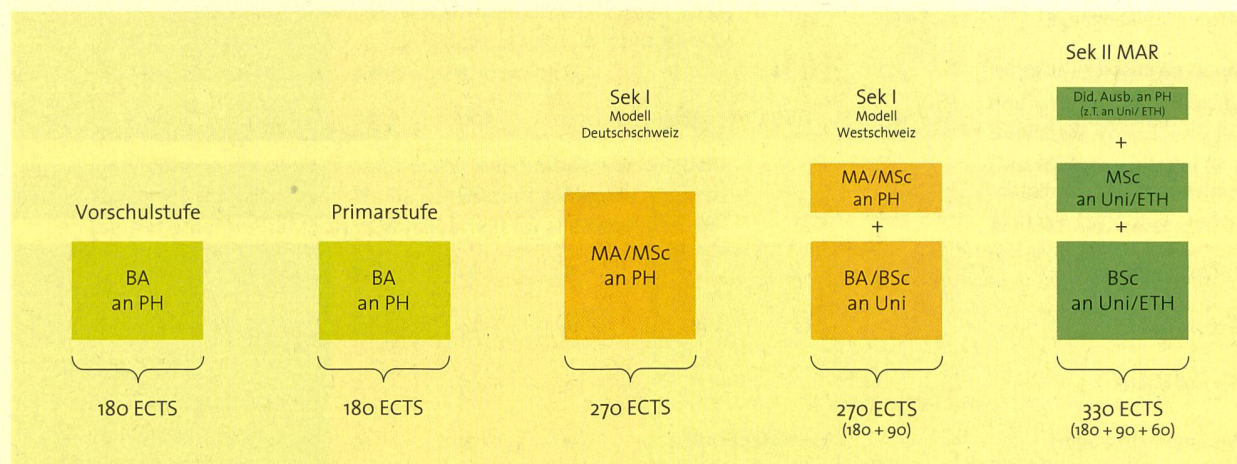 Vorschulstufe
BA
an PH
180 ECTS
Primarstufe
BA
an PH
180 ECTS
Sek I
Modell
Deutschschweiz
MA/MSc
an PH
270 ECTS
Sek I
Modell
Westschweiz
MA/MSc
an PH
+
BA/BSc
an Uni
270 ECTS
(180 + 90)
Sek II MAR
Did. Ausb. an PH
(z.T. an Uni/ ETH)
+
MSc
an Uni/ETH
+
BSc
an Uni/ETH
330 ECTS
(180 + 90 + 60)